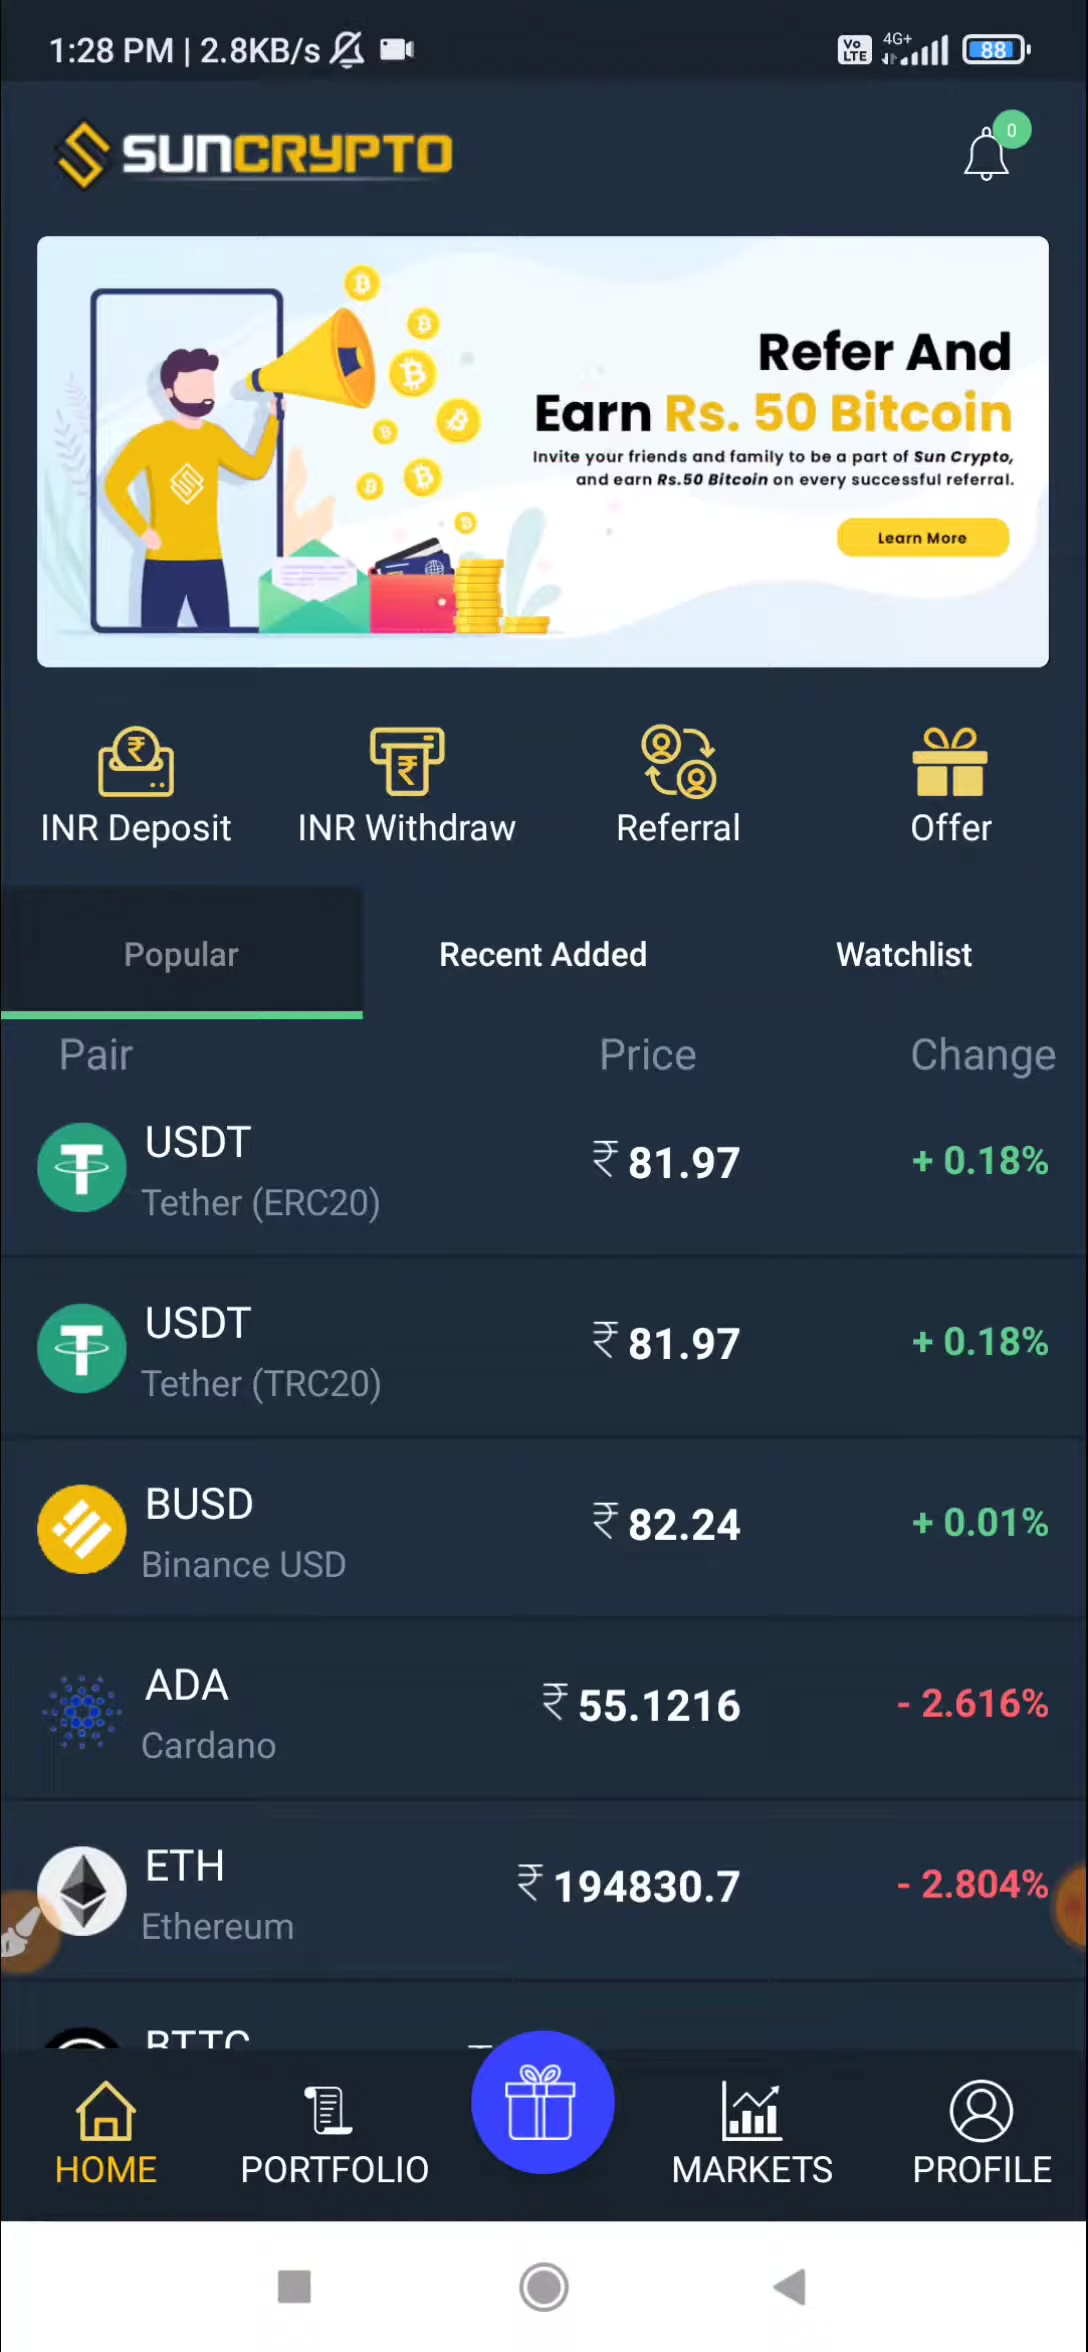 1:28 PM | 2.8KB/s
Vo LTE 4G+ 88
SUNCRYPTO
0
Refer And
Earn Rs. 50 Bitcoin
Invite your friends and family to be a part of Sun Crypto,
and earn Rs.50 Bitcoin on every successful referral.
Learn More
INR Deposit INR Withdraw Referral Offer
Popular Recent Added Watchlist
Pair Price Change
USDT ₹ 81.97 + 0.18%
Tether (ERC20)
USDT ₹ 81.97 + 0.18%
Tether (TRC20)
BUSD ₹ 82.24 + 0.01%
Binance USD
ADA ₹ 55.1216 - 2.616%
Cardano
ETH ₹ 194830.7 - 2.804%
Ethereum
BTTC
HOME PORTFOLIO MARKETS PROFILE